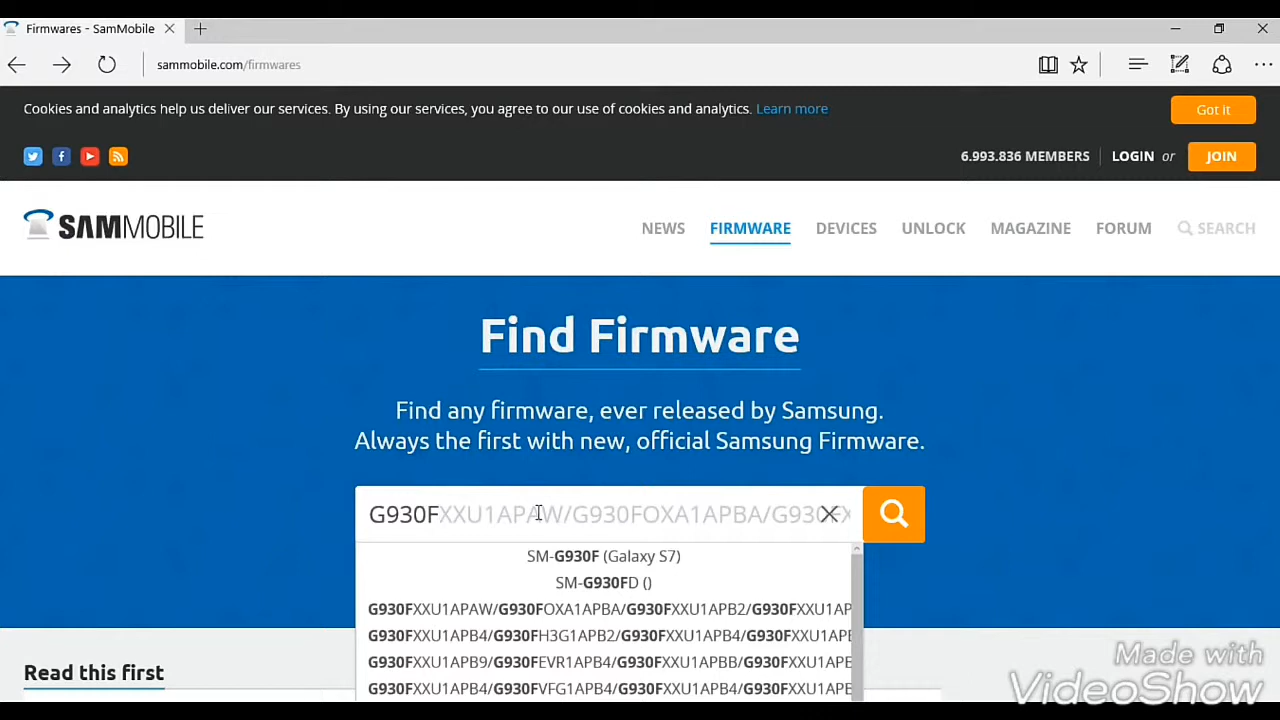 Firmwares - SamMobile
sammobile.com/firmwares
Cookies and analytics help us deliver our services. By using our services, you agree to our use of cookies and analytics. Learn more
Got it
6.993.836 MEMBERS
LOGIN or
JOIN
SAMMOBILE
NEWS
FIRMWARE
DEVICES
UNLOCK
MAGAZINE
FORUM
SEARCH
Find Firmware
Find any firmware, ever released by Samsung.
Always the first with new, official Samsung Firmware.
G930FXXU1APAW/G930FOXA1APBA/G930FX
SM-G930F (Galaxy S7)
SM-G930FD ()
G930FXXU1APAW/G930FOXA1APBA/G930FXXU1APB2/G930FXXU1AP
G930FXXU1APB4/G930FH3G1APB2/G930FXXU1APB4/G930FXXU1APE
G930FXXU1APB9/G930FEVR1APB4/G930FXXU1APBB/G930FXXU1APE
G930FXXU1APB4/G930FVFG1APB4/G930FXXU1APB4/G930FXXU1APE
Read this first
Made with
VideoShow